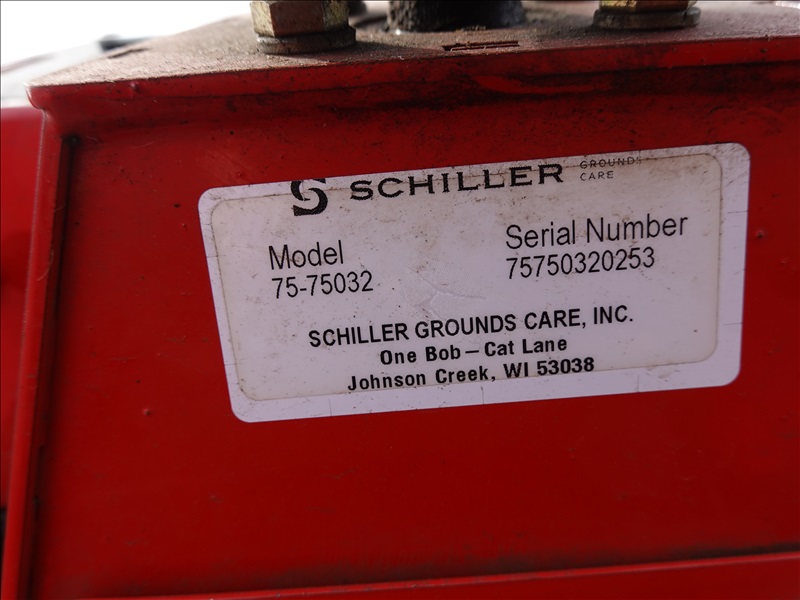 S SCHILLER GROUNDS
CARE
Model
75-75032
Serial Number
75750320253
SCHILLER GROUNDS CARE, INC.
One Bob-Cat Lane
Johnson Creek, WI 53038